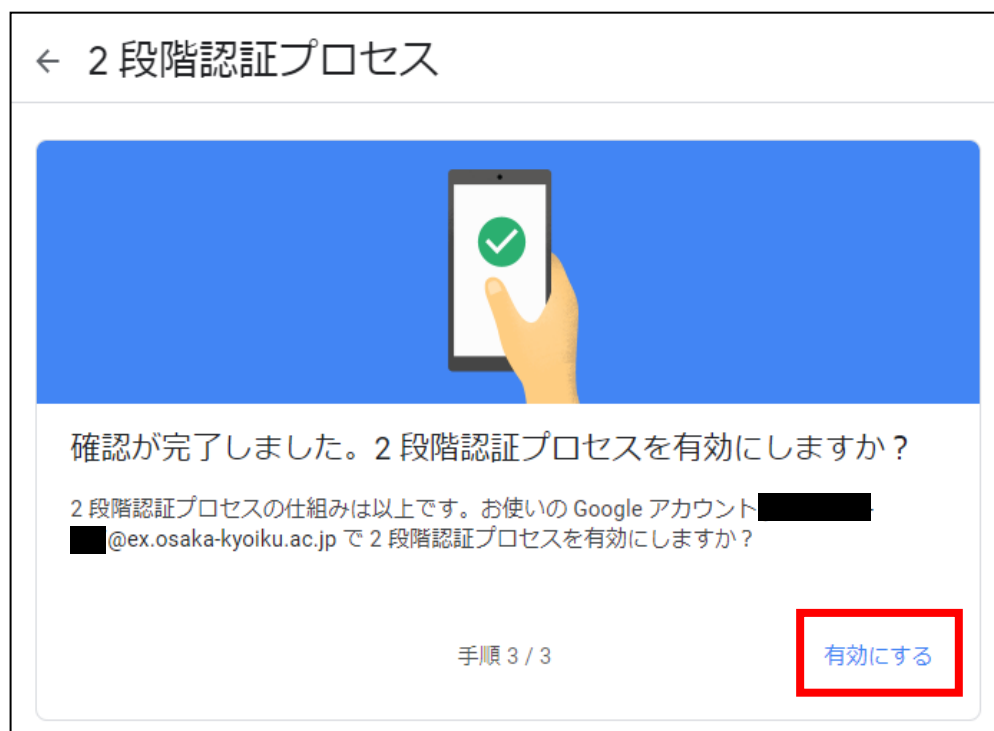 ← 2 段階認証プロセス
確認が完了しました。2 段階認証プロセスを有効にしますか？
2 段階認証プロセスの仕組みは以上です。お使いの Google アカウント -
@ex.osaka-kyoiku.ac.jp で 2 段階認証プロセスを有効にしますか？
手順 3 / 3
有効にする